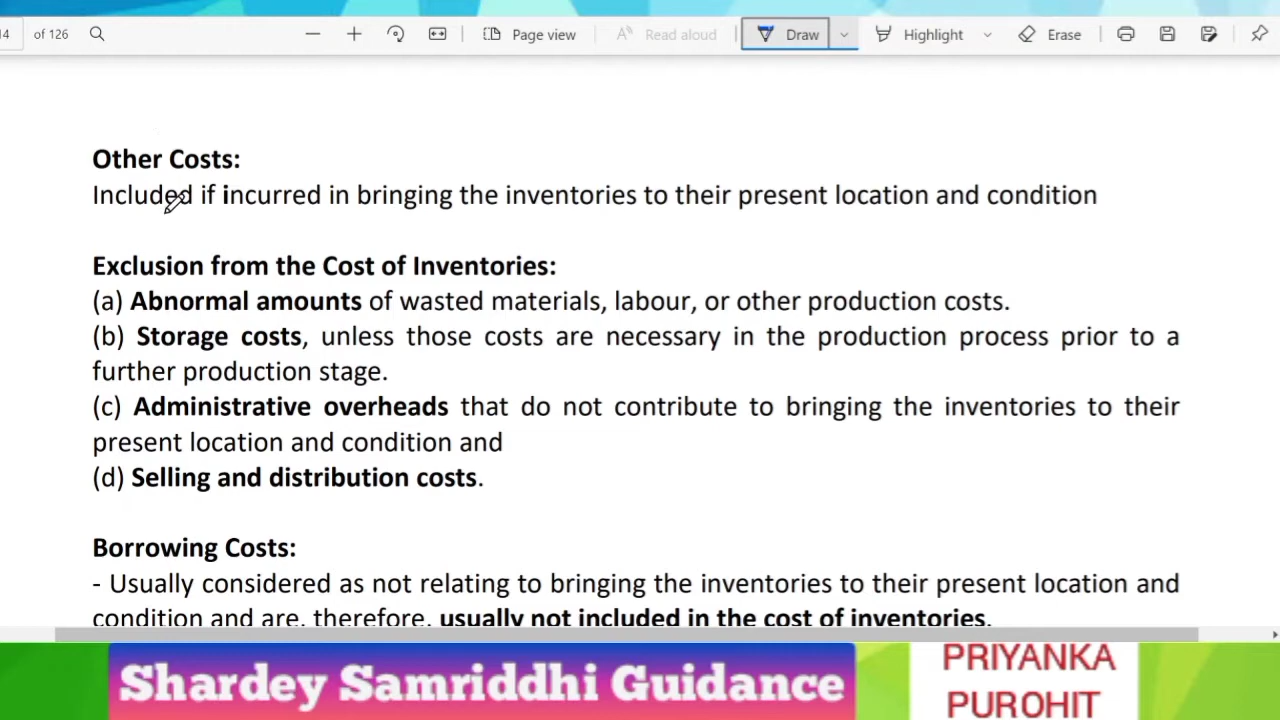 14 of 126 Page view Read aloud Draw Highlight Erase
Other Costs:
Included if incurred in bringing the inventories to their present location and condition
Exclusion from the Cost of Inventories:
(a) Abnormal amounts of wasted materials, labour, or other production costs.
(b) Storage costs, unless those costs are necessary in the production process prior to a
further production stage.
(c) Administrative overheads that do not contribute to bringing the inventories to their
present location and condition and
(d) Selling and distribution costs.
Borrowing Costs:
- Usually considered as not relating to bringing the inventories to their present location and
condition and are, therefore, usually not included in the cost of inventories.
Shardey Samriddhi Guidance
PRIYANKA
PUROHIT